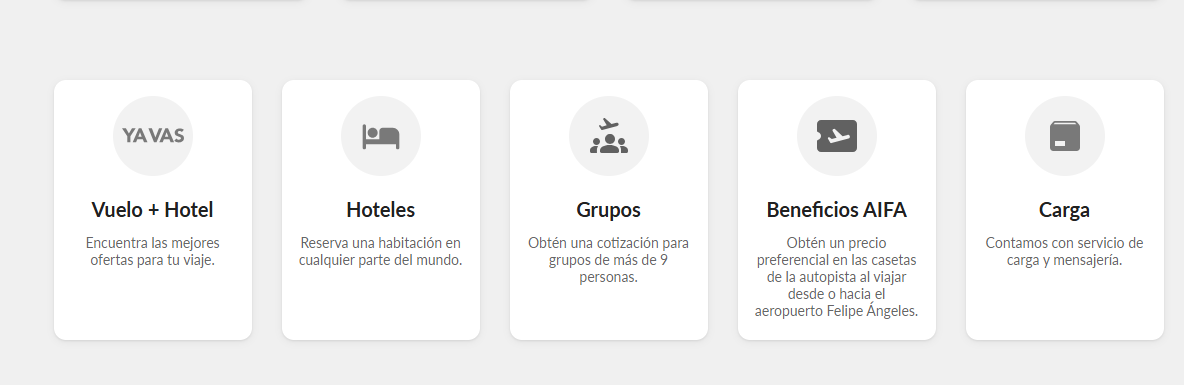 YAVAS
Vuelo + Hotel
Encuentra las mejores
ofertas para tu viaje.
Hoteles
Reserva una habitación en
cualquier parte del mundo.
Grupos
Obtén una cotización para
grupos de más de 9
personas.
Beneficios AIFA
Obtén un precio
preferencial en las casetas
de la autopista al viajar
desde o hacia el
aeropuerto Felipe Ángeles.
Carga
Contamos con servicio de
carga y mensajería.